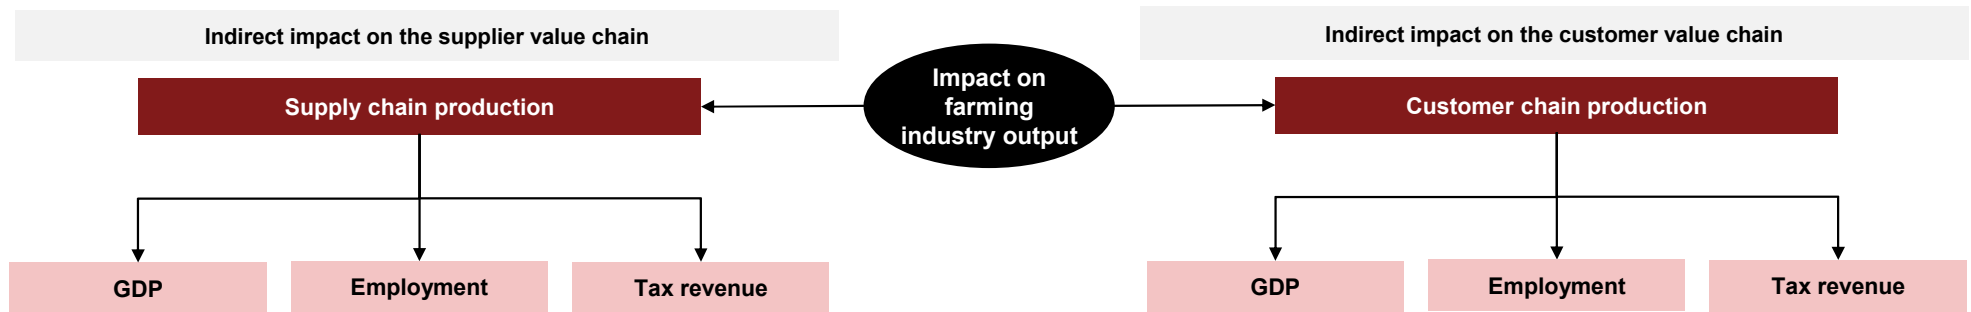 Indirect impact on the supplier value chain
Supply chain production
GDP
Employment
Tax revenue
Impact on
farming
industry output
Indirect impact on the customer value chain
Customer chain production
GDP
Employment
Tax revenue